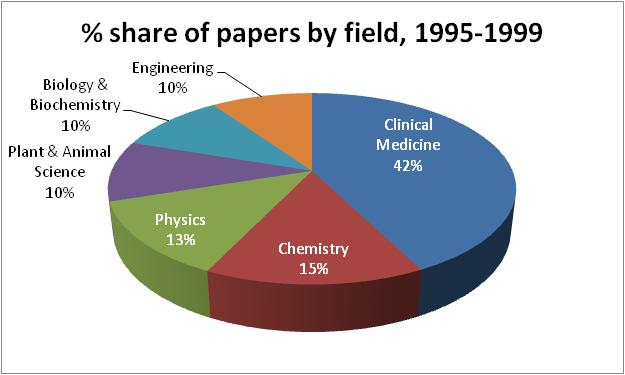 % share of papers by field, 1995-1999
Engineering
10%
Biology &
Biochemistry
10%
Plant & Animal
Science
10%
Clinical
Medicine
42%
Physics
13%
Chemistry
15%